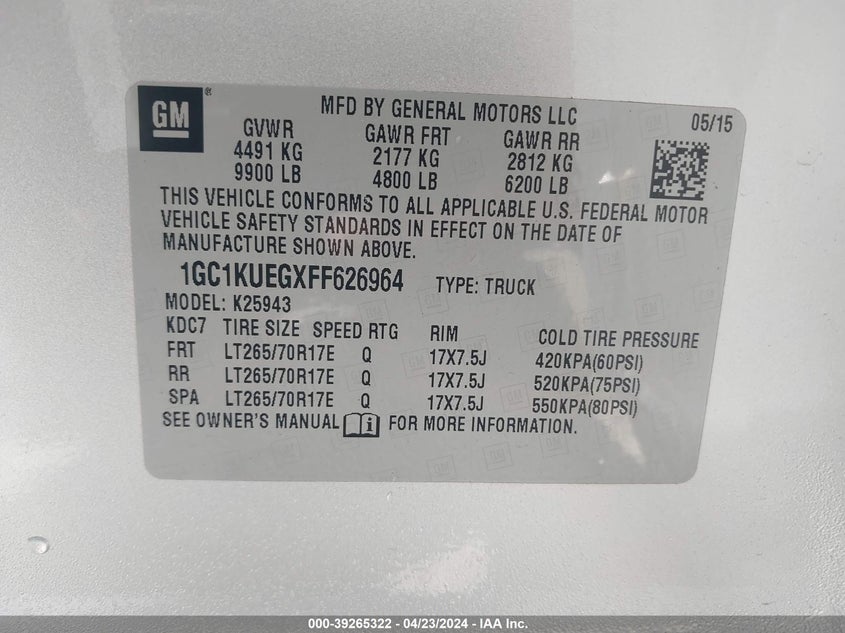 GM®
MFD BY GENERAL MOTORS LLC 05/15
GVWR GAWR FRT GAWR RR
4491 KG 2177 KG 2812 KG
9900 LB 4800 LB 6200 LB
THIS VEHICLE CONFORMS TO ALL APPLICABLE U.S. FEDERAL MOTOR
VEHICLE SAFETY STANDARDS IN EFFECT ON THE DATE OF
MANUFACTURE SHOWN ABOVE.
1GC1KUEGXFF626964 TYPE: TRUCK
MODEL: K25943
KDC7 TIRE SIZE SPEED RTG RIM COLD TIRE PRESSURE
FRT LT265/70R17E Q 17X7.5J 420KPA(60PSI)
RR LT265/70R17E Q 17X7.5J 520KPA(75PSI)
SPA LT265/70R17E Q 17X7.5J 550KPA(80PSI)
SEE OWNER'S MANUAL i FOR MORE INFORMATION.
000-39265322 - 04/23/2024 - IAA Inc.